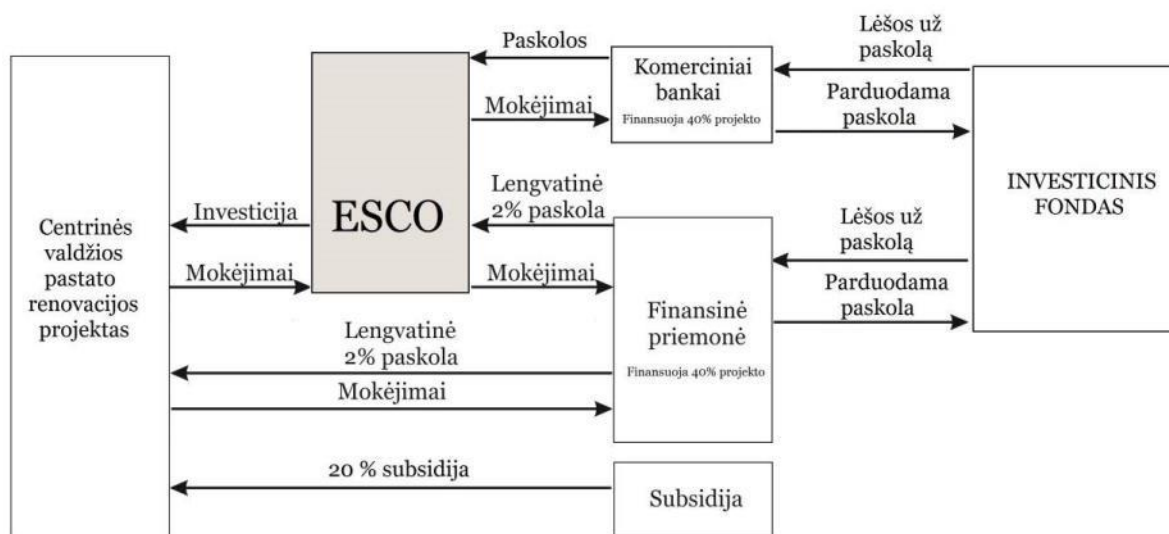 Centrinės
valdžios
pastato
renovacijos
projektas
Investicija
Mokėjimai
ESCO
Paskolos
Mokėjimai
Lengvatinė
2% paskola
Mokėjimai
Lengvatinė
2% paskola
Mokėjimai
20 % subsidija
Komerciniai
bankai
Finansuoja 40% projekto
Finansinė
priemonė
Finansuoja 40% projekto
Subsidija
Lėšos už
paskolą
Parduodama
paskola
Lėšos už
paskolą
Parduodama
paskola
INVESTICINIS
FONDAS